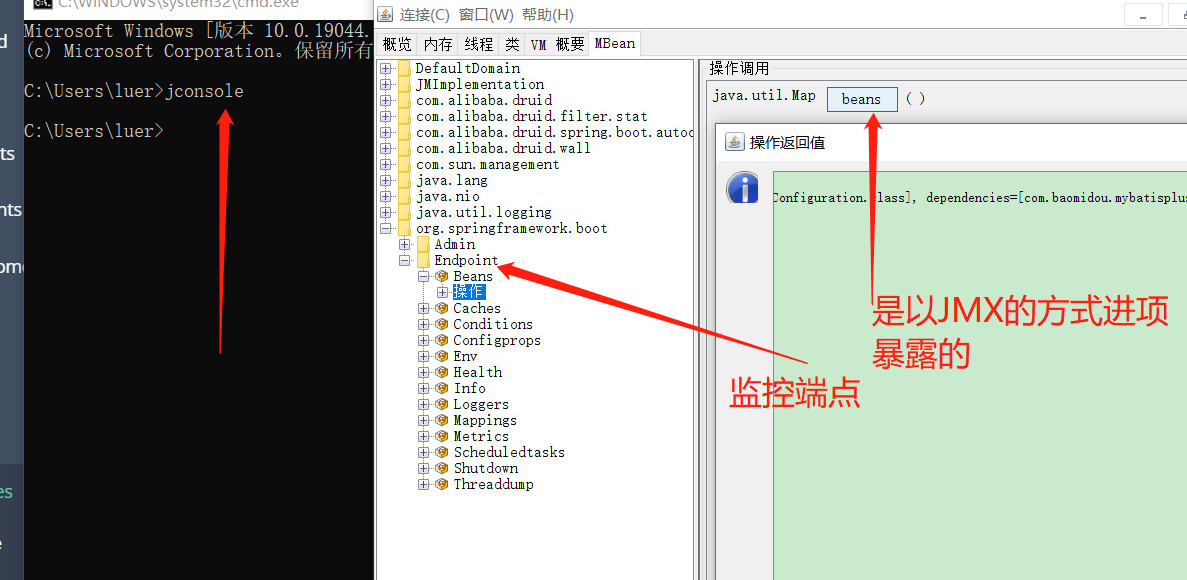 C:\WINDOWS\system32\cmd.exe
Microsoft Windows [版本 10.0.19044.
(c) Microsoft Corporation。保留所有
C:\Users\luer>jconsole
C:\Users\luer>
连接(C) 窗口(W) 帮助(H)
概览 内存 线程 类 VM 概要 MBean
DefaultDomain
JMImplementation
com.alibaba.druid
com.alibaba.druid.filter.stat
com.alibaba.druid.spring.boot.autoc
com.alibaba.druid.wall
com.sun.management
java.lang
java.nio
java.util.logging
org.springframework.boot
Admin
Endpoint
Beans
操作
Caches
Conditions
Configprops
Env
Health
Info
Loggers
Mappings
Metrics
Scheduledtasks
Shutdown
Threaddump
操作调用
java.util.Map beans ( )
操作返回值
Configuration.class], dependencies=[com.baomidou.mybatisplus
是以JMX的方式进项
暴露的
监控端点